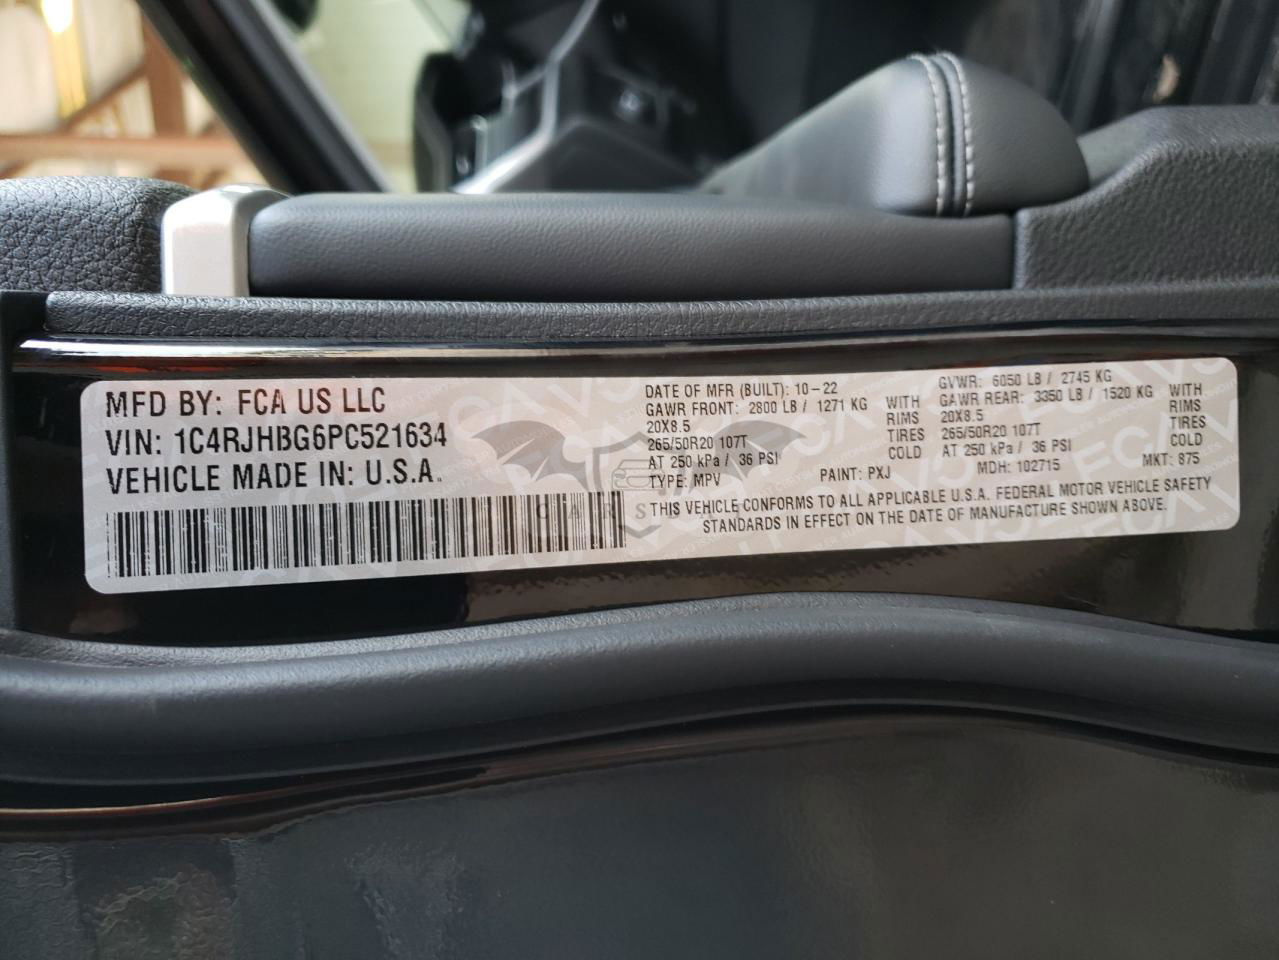 MFD BY: FCA US LLC
VIN: 1C4RJHBG6PC521634
VEHICLE MADE IN: U.S.A.
DATE OF MFR (BUILT): 10-22
GAWR FRONT: 2800 LB / 1271 KG WITH
20X8.5 RIMS
265/50R20 107T TIRES
AT 250 kPa / 36 PSI COLD
TYPE: MPV PAINT: PXJ
GVWR: 6050 LB / 2745 KG
GAWR REAR: 3350 LB / 1520 KG WITH
20X8.5 RIMS
265/50R20 107T TIRES
AT 250 kPa / 36 PSI COLD
MDH: 102715 MKT: 875
THIS VEHICLE CONFORMS TO ALL APPLICABLE U.S.A. FEDERAL MOTOR VEHICLE SAFETY
STANDARDS IN EFFECT ON THE DATE OF MANUFACTURE SHOWN ABOVE.